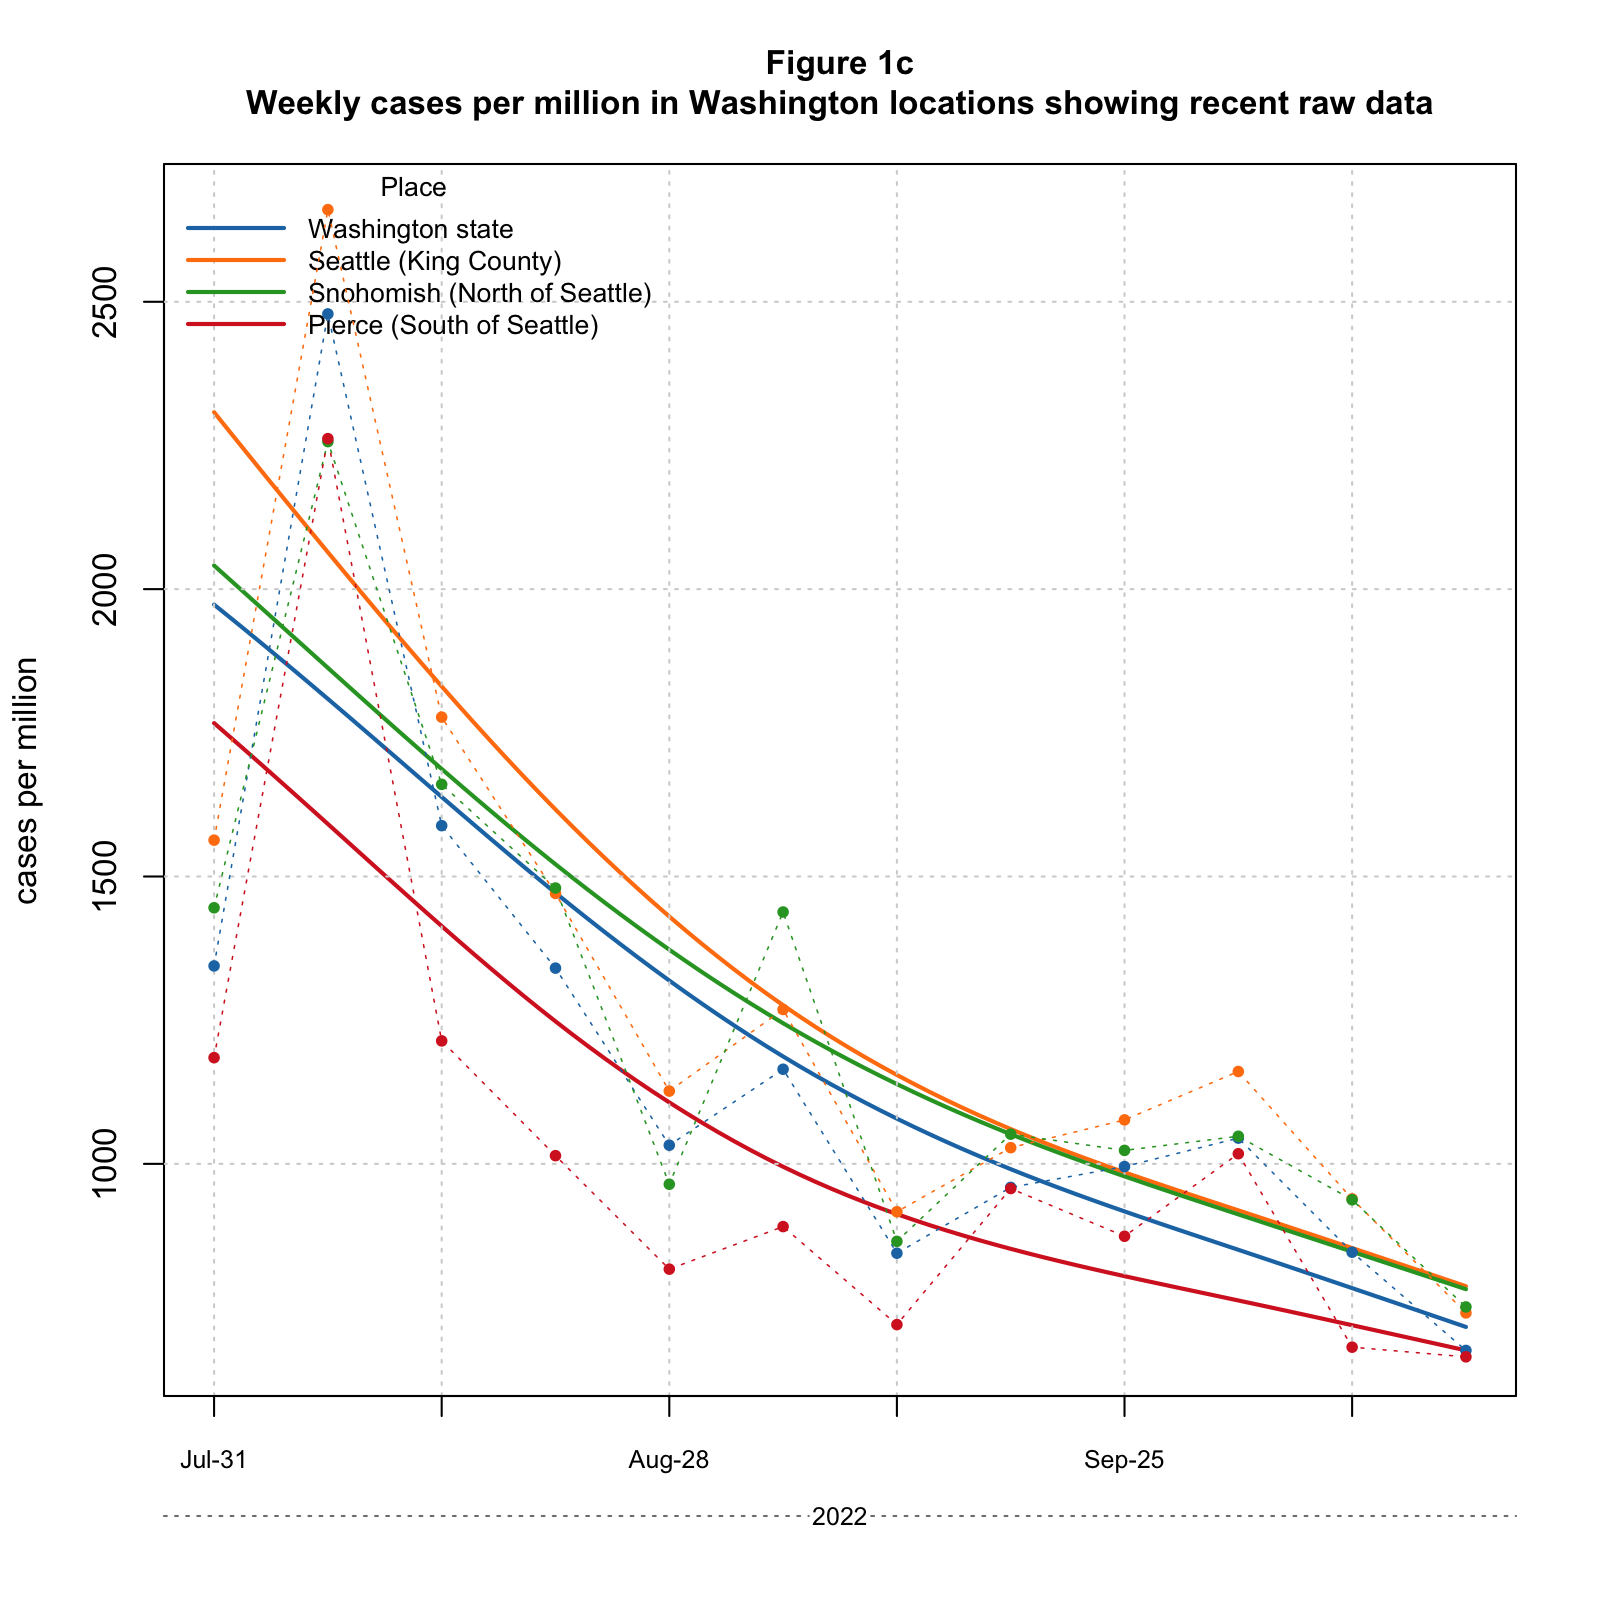 Figure 1c
Weekly cases per million in Washington locations showing recent raw data
Place
Washington state
Seattle (King County)
Snohomish (North of Seattle)
Pierce (South of Seattle)
cases per million
2500
2000
1500
1000
Jul-31
Aug-28
Sep-25
2022